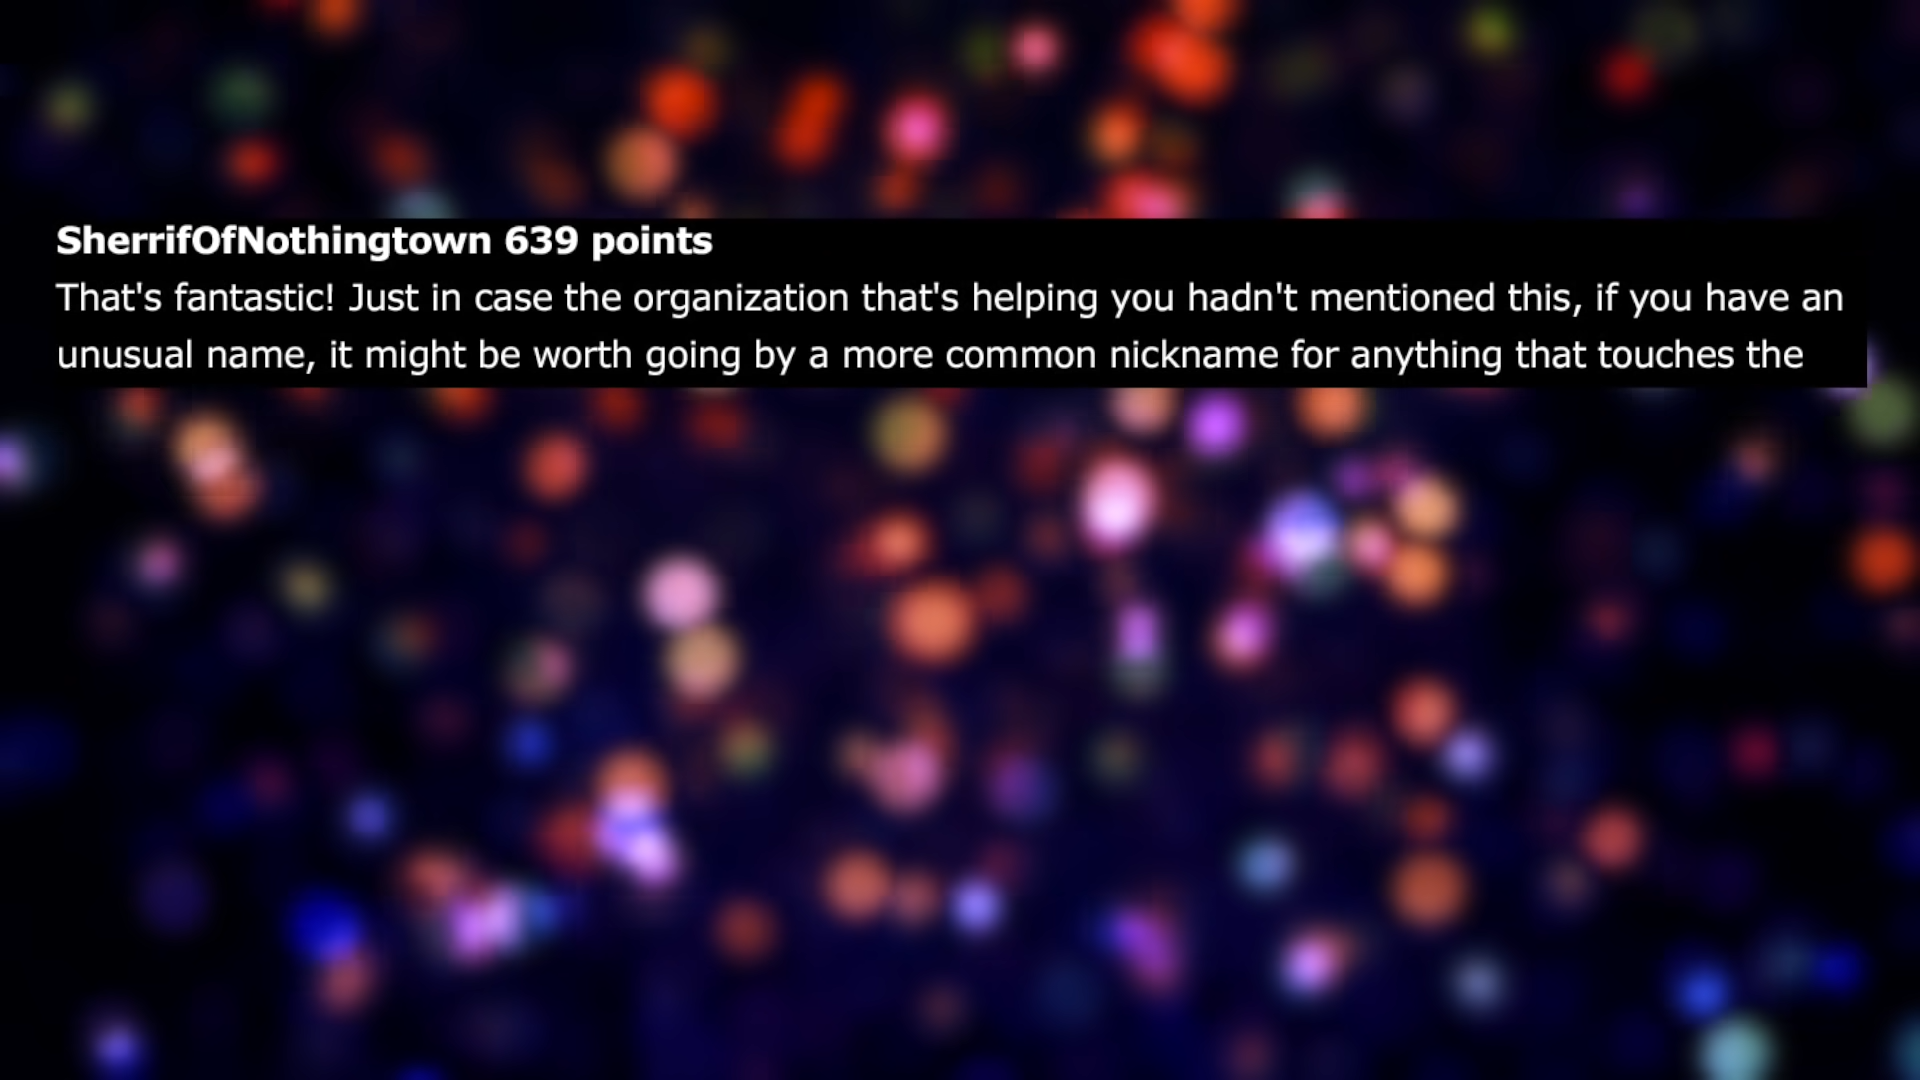 SherrifOfNothingtown 639 points
That's fantastic! Just in case the organization that's helping you hadn't mentioned this, if you have an
unusual name, it might be worth going by a more common nickname for anything that touches the